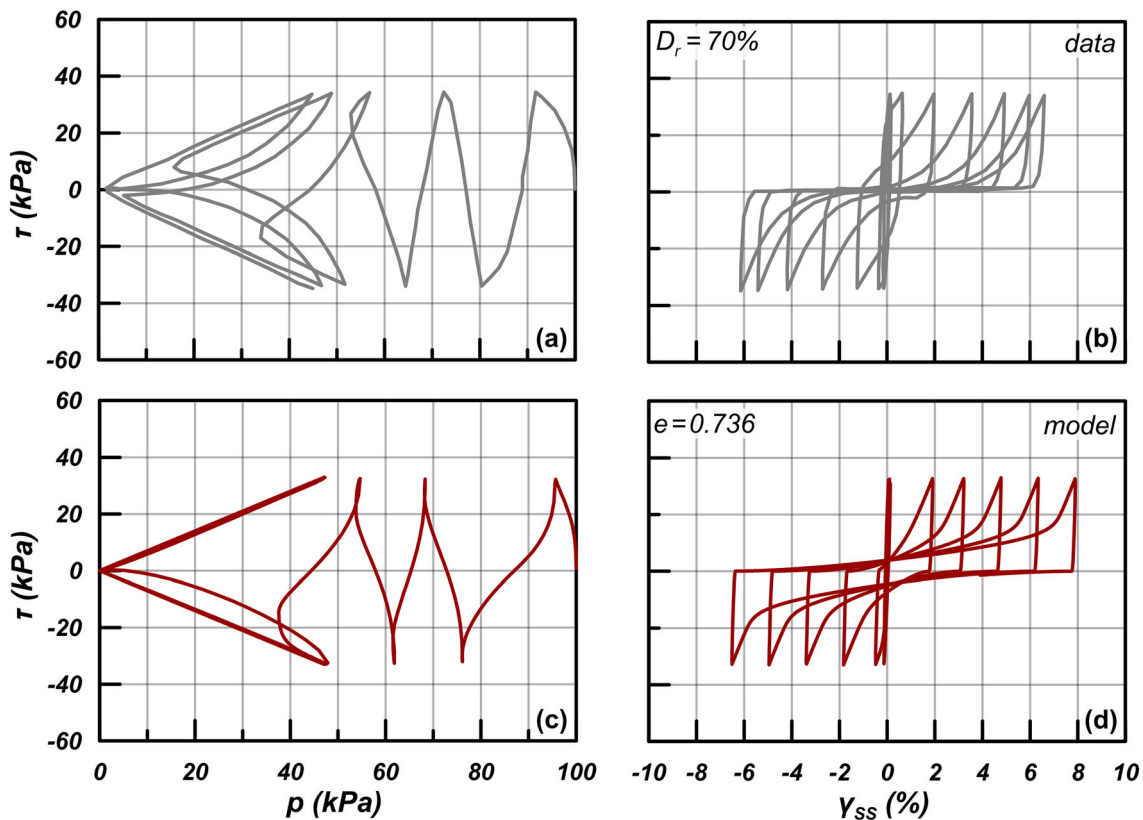 60
40
20
0
-20
-40
-60
τ (kPa)
(a)
D_r = 70%
data
(b)
60
40
20
0
-20
-40
-60
τ (kPa)
(c)
e = 0.736
model
(d)
0 20 40 60 80 100
p (kPa)
-10 -8 -6 -4 -2 0 2 4 6 8 10
γ_SS (%)